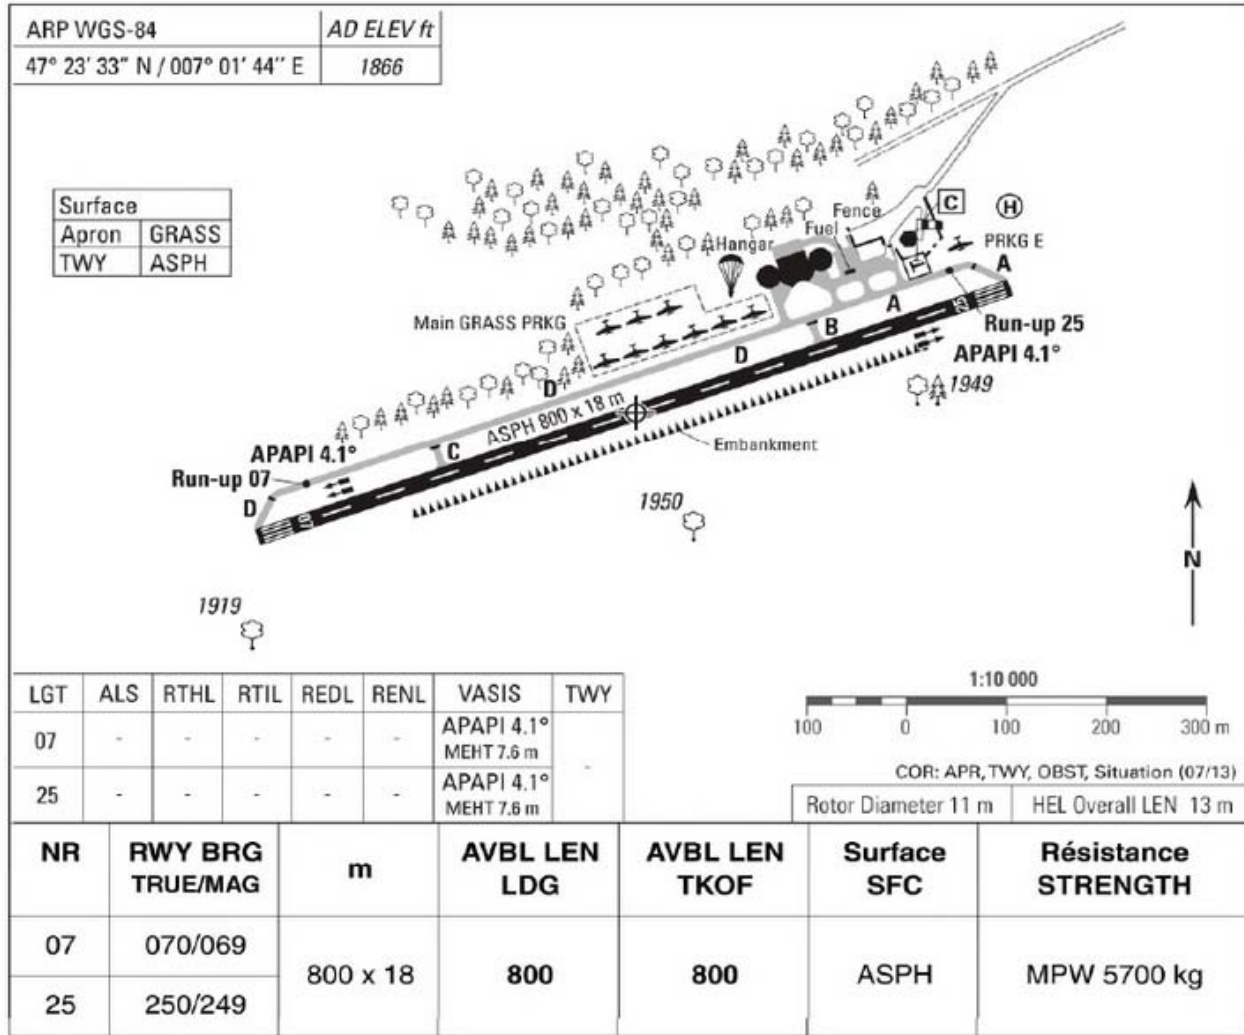 ARP WGS-84 AD ELEV ft
47° 23' 33" N / 007° 01' 44'' E 1866
Surface
Apron GRASS
TWY ASPH
C
H
Fence
Fuel
Hangar
PRKG E
A
Main GRASS PRKG
A
25
Run-up 25
B
D
APAPI 4.1°
1949
D
ASPH 800 x 18 m
Embankment
APAPI 4.1°
C
Run-up 07
D
07
1950
N
1919
1:10 000
100 0 100 200 300 m
COR: APR, TWY, OBST, Situation (07/13)
Rotor Diameter 11 m HEL Overall LEN 13 m
LGT ALS RTHL RTIL REDL RENL VASIS TWY
07 - - - - - APAPI 4.1°
MEHT 7.6 m
-
25 - - - - - APAPI 4.1°
MEHT 7.6 m
NR RWY BRG TRUE/MAG m AVBL LEN LDG AVBL LEN TKOF Surface SFC Résistance STRENGTH
07 070/069 800 x 18 800 800 ASPH MPW 5700 kg
25 250/249